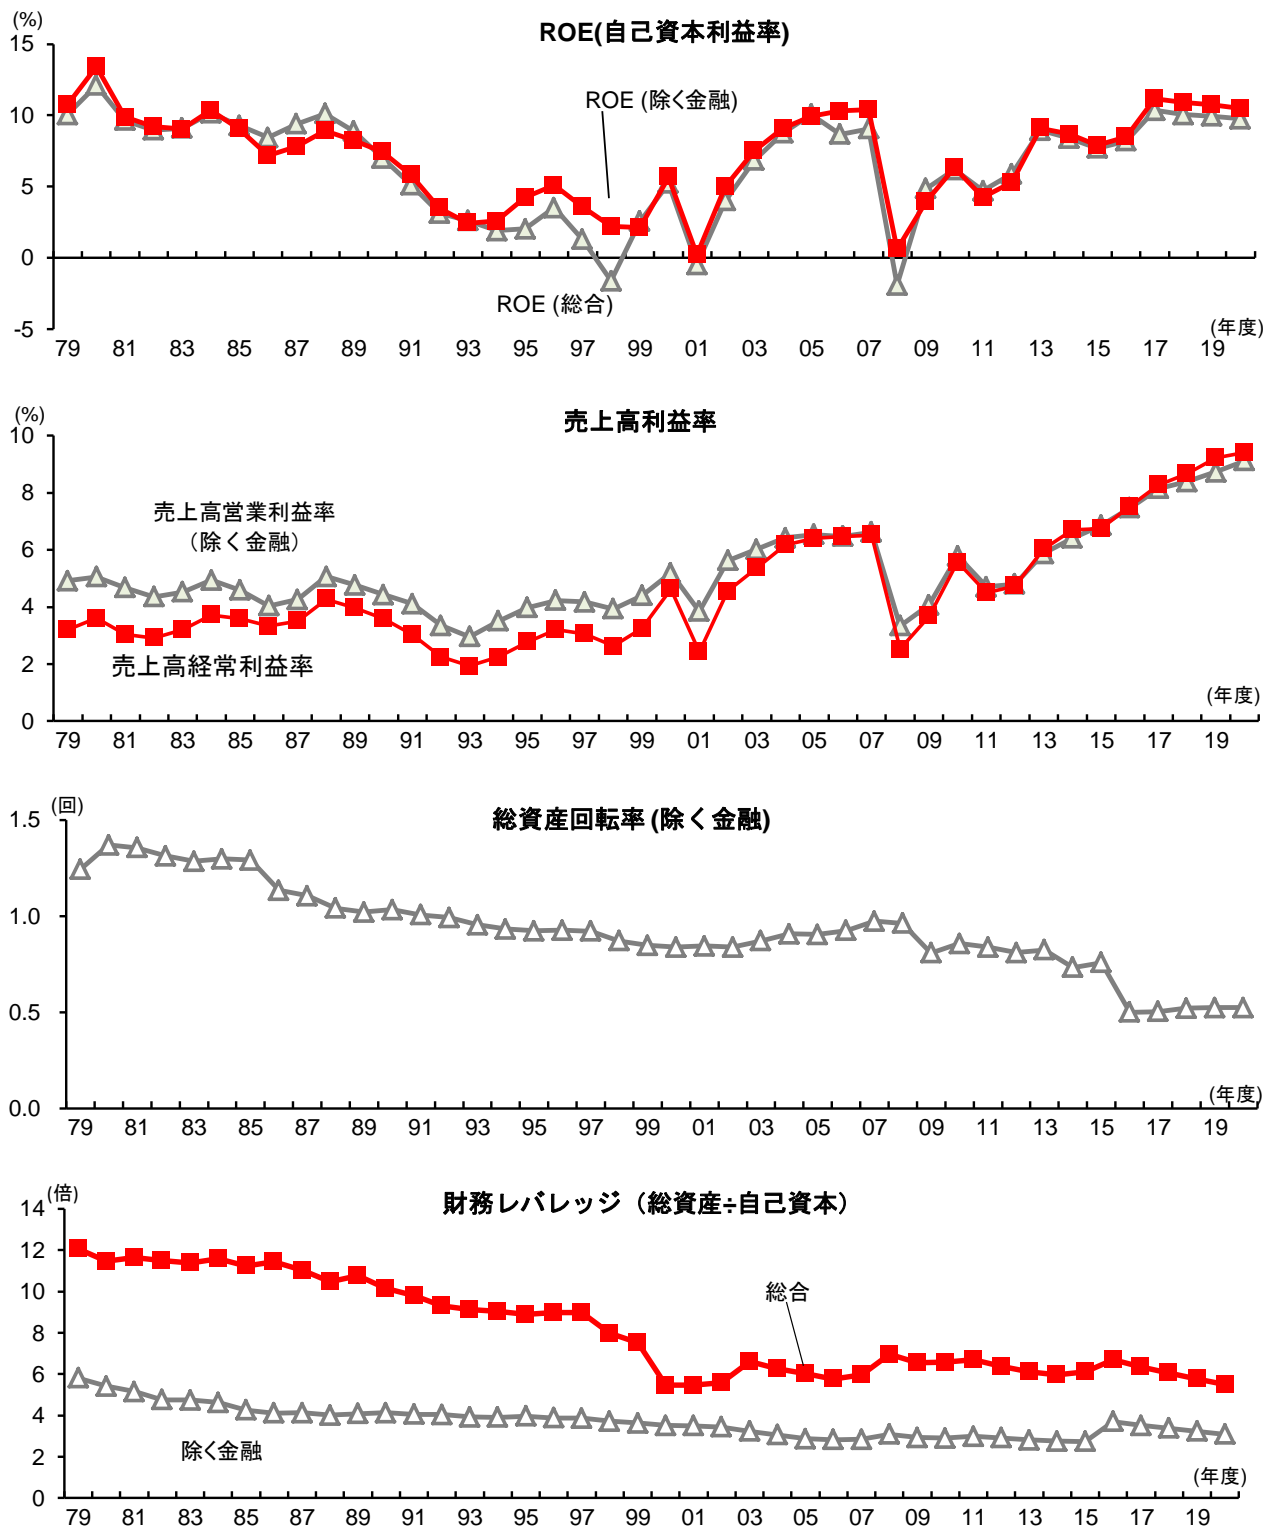 (%)
ROE(自己資本利益率)
15
10
5
0
-5
ROE (除く金融)
ROE (総合)
(年度)
79 81 83 85 87 89 91 93 95 97 99 01 03 05 07 09 11 13 15 17 19
(%)
売上高利益率
10
8
6
4
2
0
売上高営業利益率
（除く金融）
売上高経常利益率
(年度)
79 81 83 85 87 89 91 93 95 97 99 01 03 05 07 09 11 13 15 17 19
(回)
総資産回転率 (除く金融)
1.5
1.0
0.5
0.0
(年度)
79 81 83 85 87 89 91 93 95 97 99 01 03 05 07 09 11 13 15 17 19
(倍)
財務レバレッジ（総資産÷自己資本）
14
12
10
8
6
4
2
0
総合
除く金融
(年度)
79 81 83 85 87 89 91 93 95 97 99 01 03 05 07 09 11 13 15 17 19